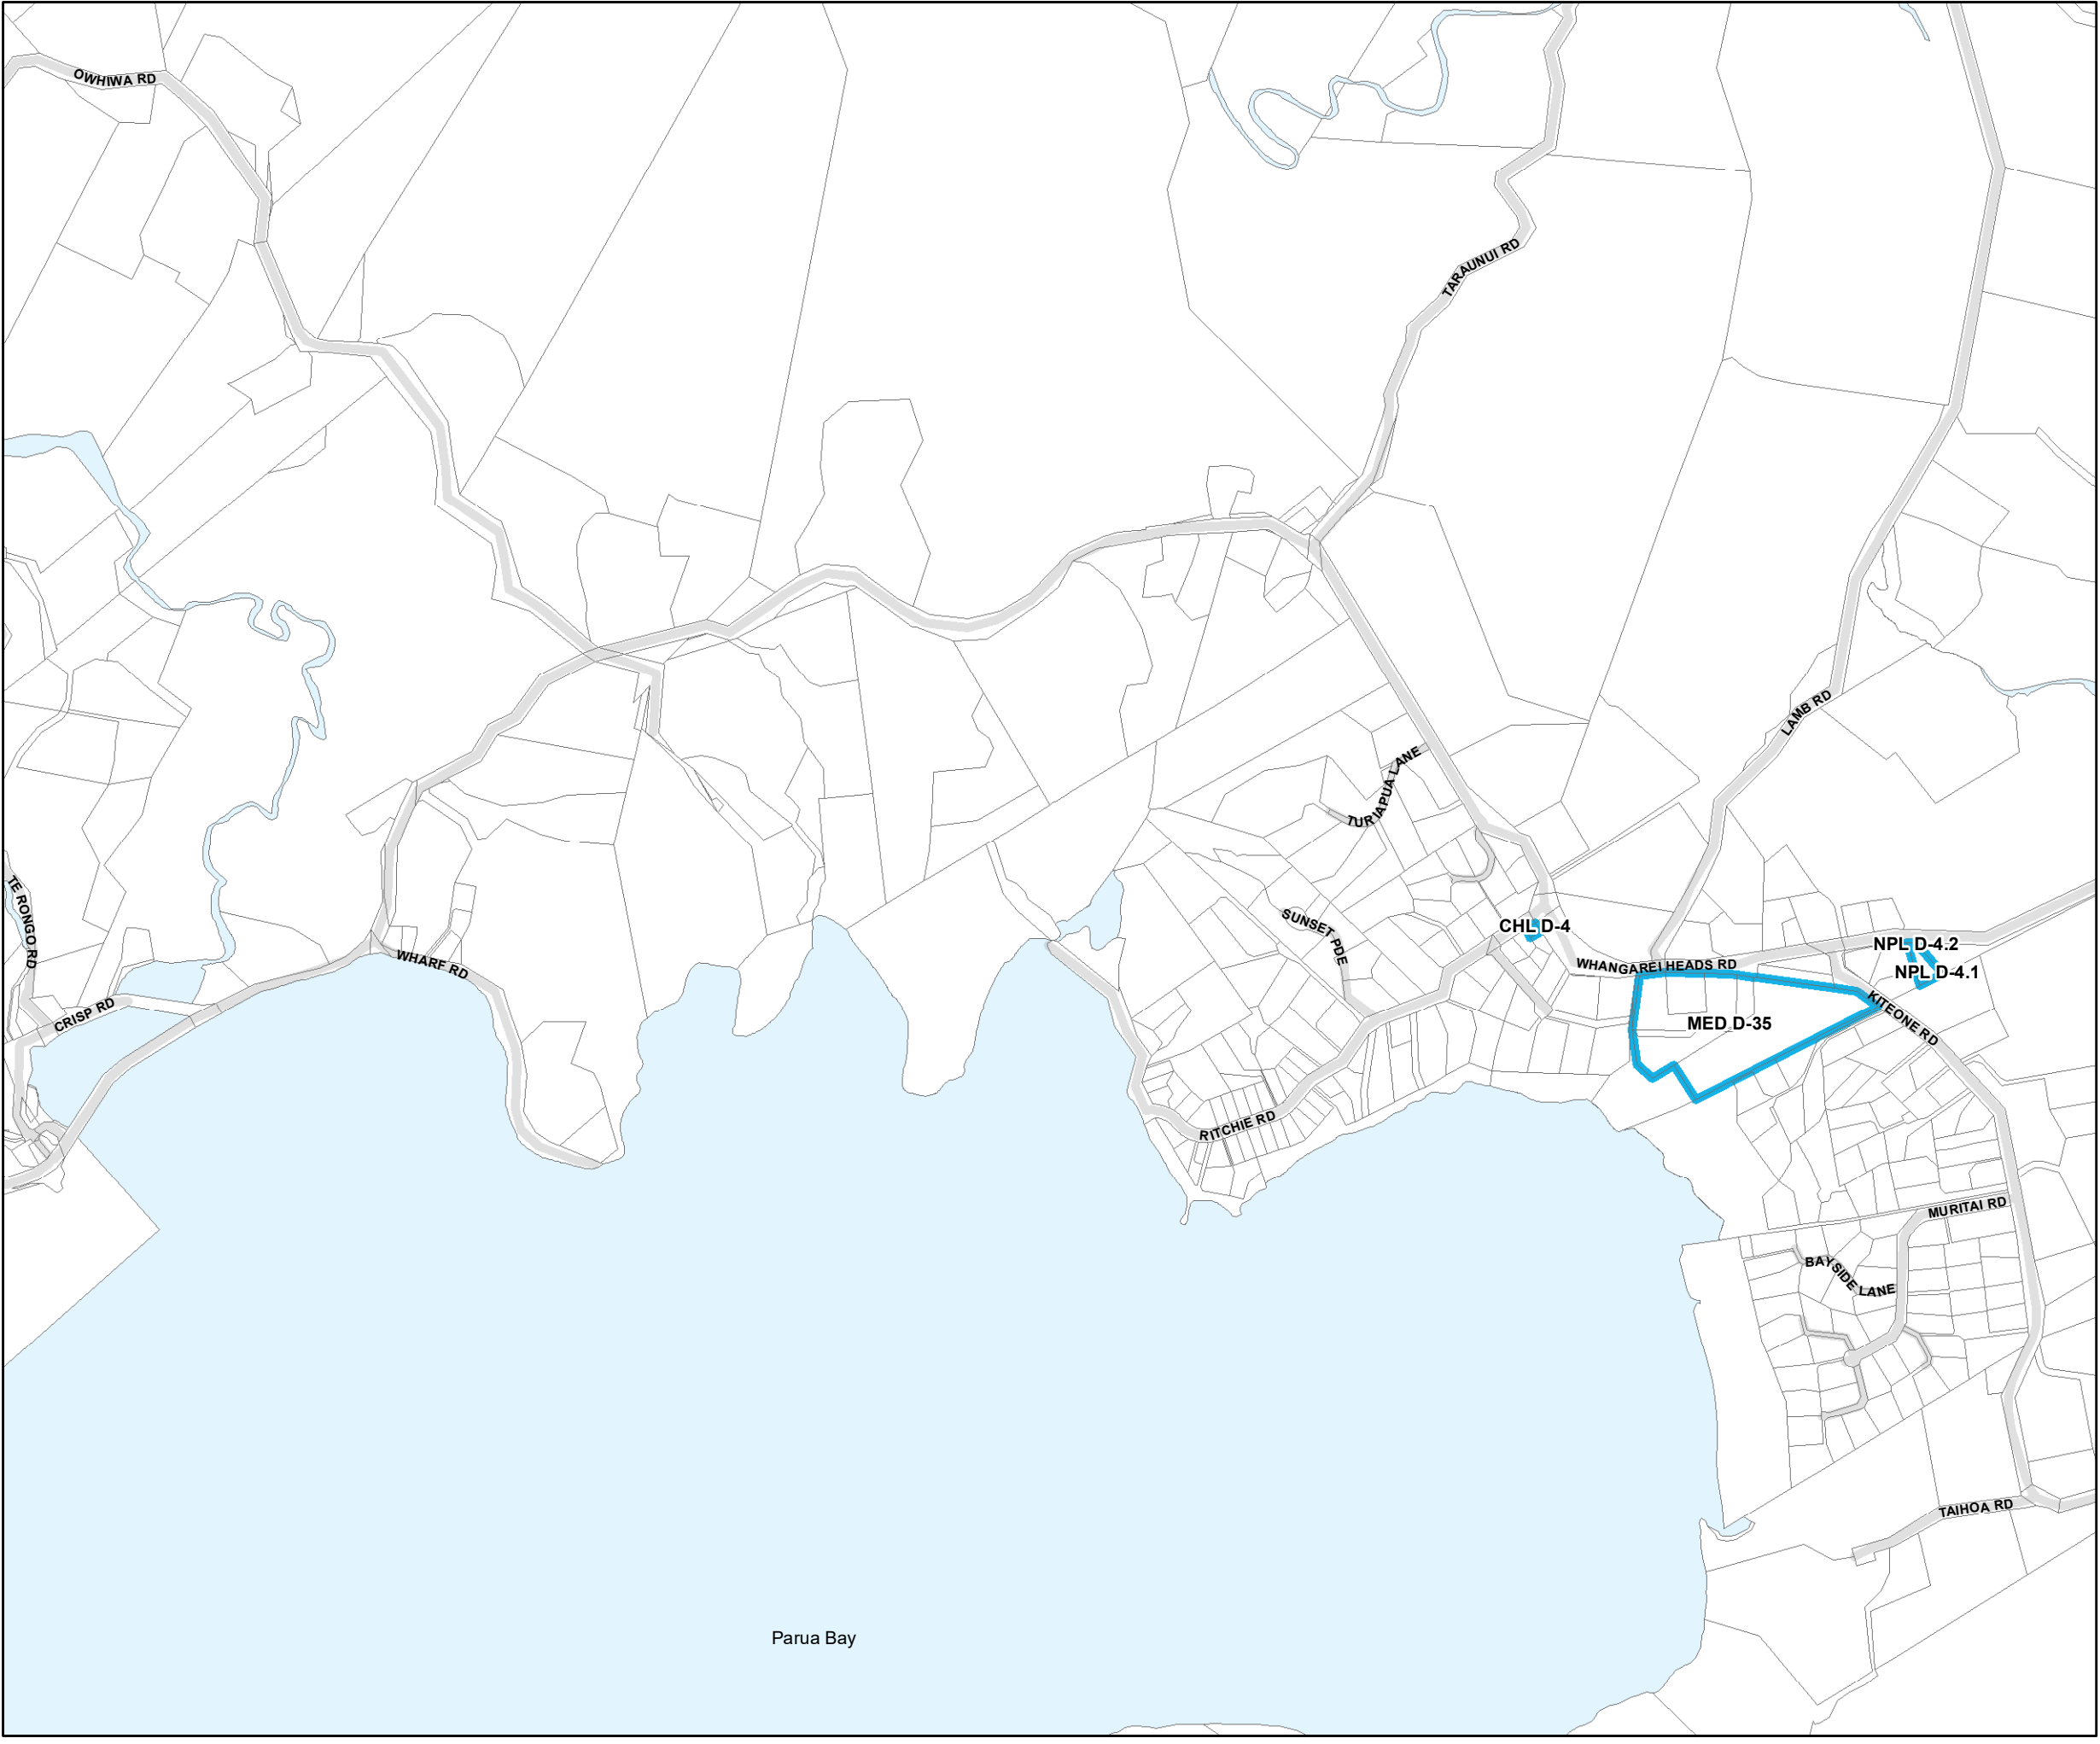 OWHIWA RD
TARAUNUI RD
LAMB RD
TURIAPUA LANE
TE RONGO RD
SUNSET PDE
CHL D-4
NPL D-4.2
WHARF RD
WHANGAREI HEADS RD
NPL D-4.1
CRISP RD
KITEONE RD
MED D-35
RITCHIE RD
MURITAI RD
BAYSIDE LANE
TAIHOA RD
Parua Bay